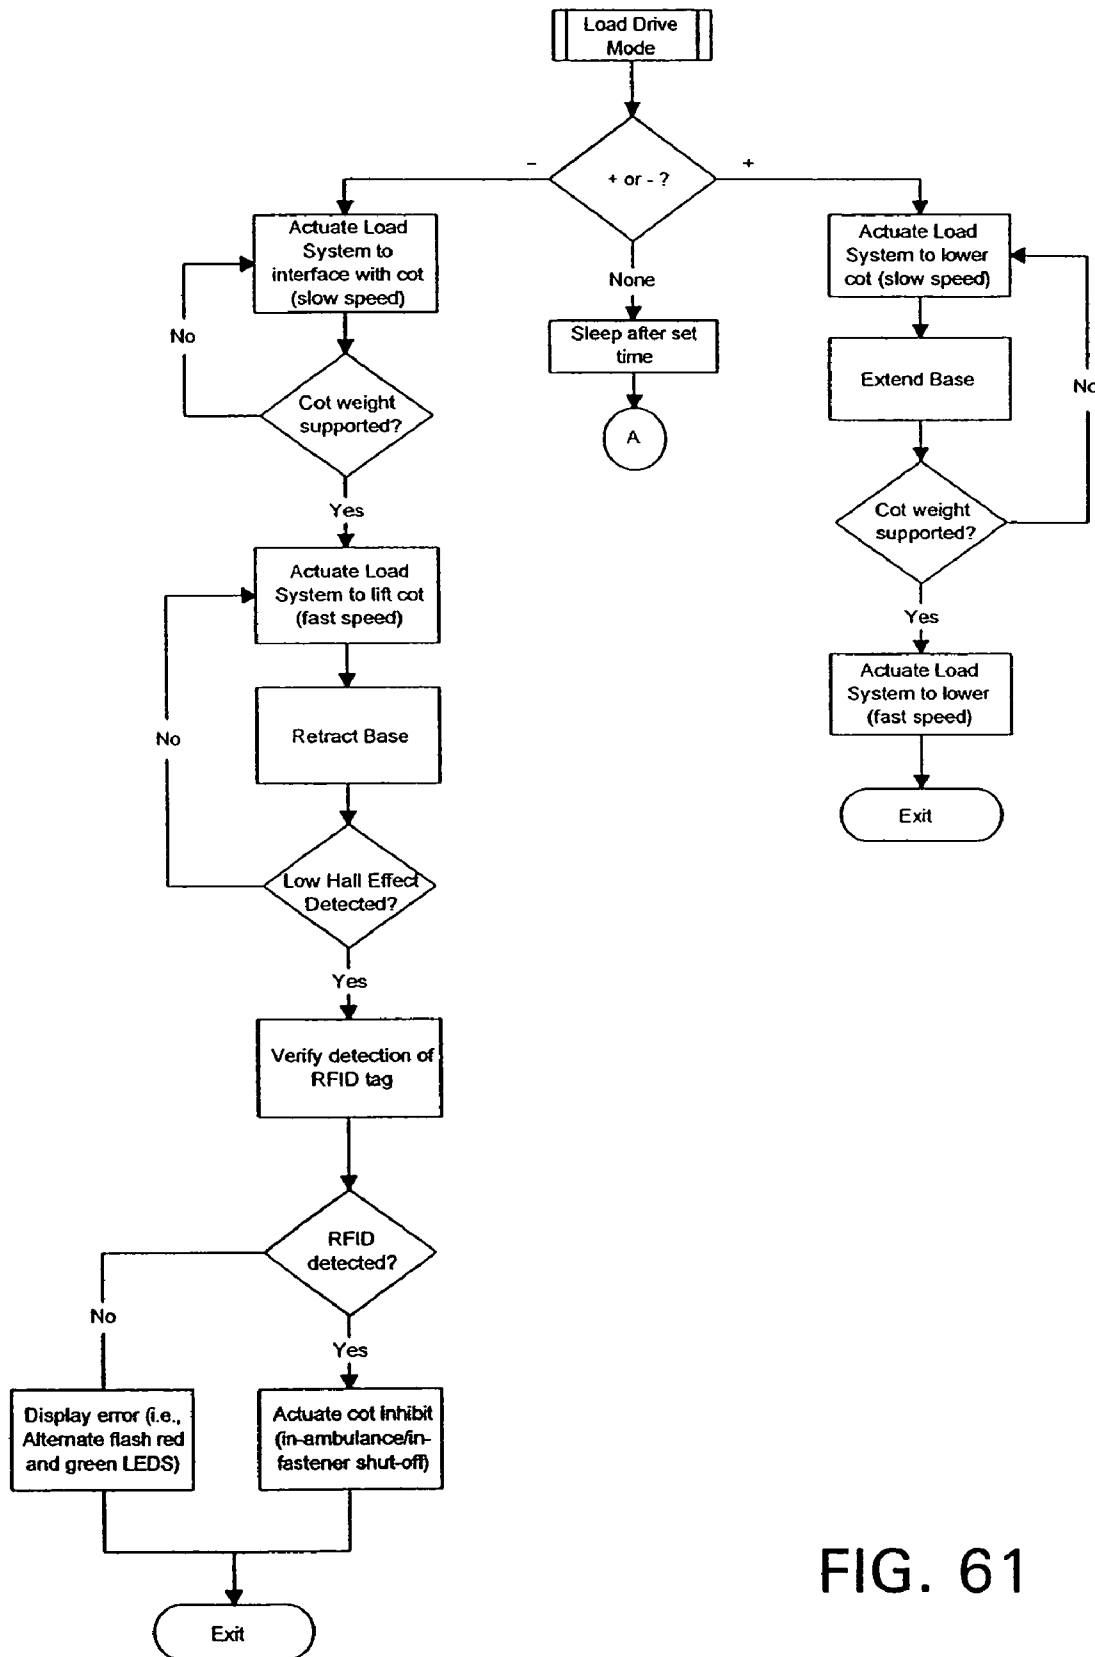 Load Drive
Mode
-
+ or - ?
+
Actuate Load
System to
interface with cot
(slow speed)
None
Actuate Load
System to lower
cot (slow speed)
No
Sleep after set
time
Extend Base
No
Cot weight
supported?
A
Yes
Cot weight
supported?
Actuate Load
System to lift cot
(fast speed)
Yes
Actuate Load
System to lower
(fast speed)
No
Retract Base
Exit
Low Hall Effect
Detected?
Yes
Verify detection of
RFID tag
RFID
detected?
No
Yes
Display error (i.e.,
Alternate flash red
and green LEDS)
Actuate cot Inhibit
(in-ambulance/in-
fastener shut-off)
Exit
FIG. 61